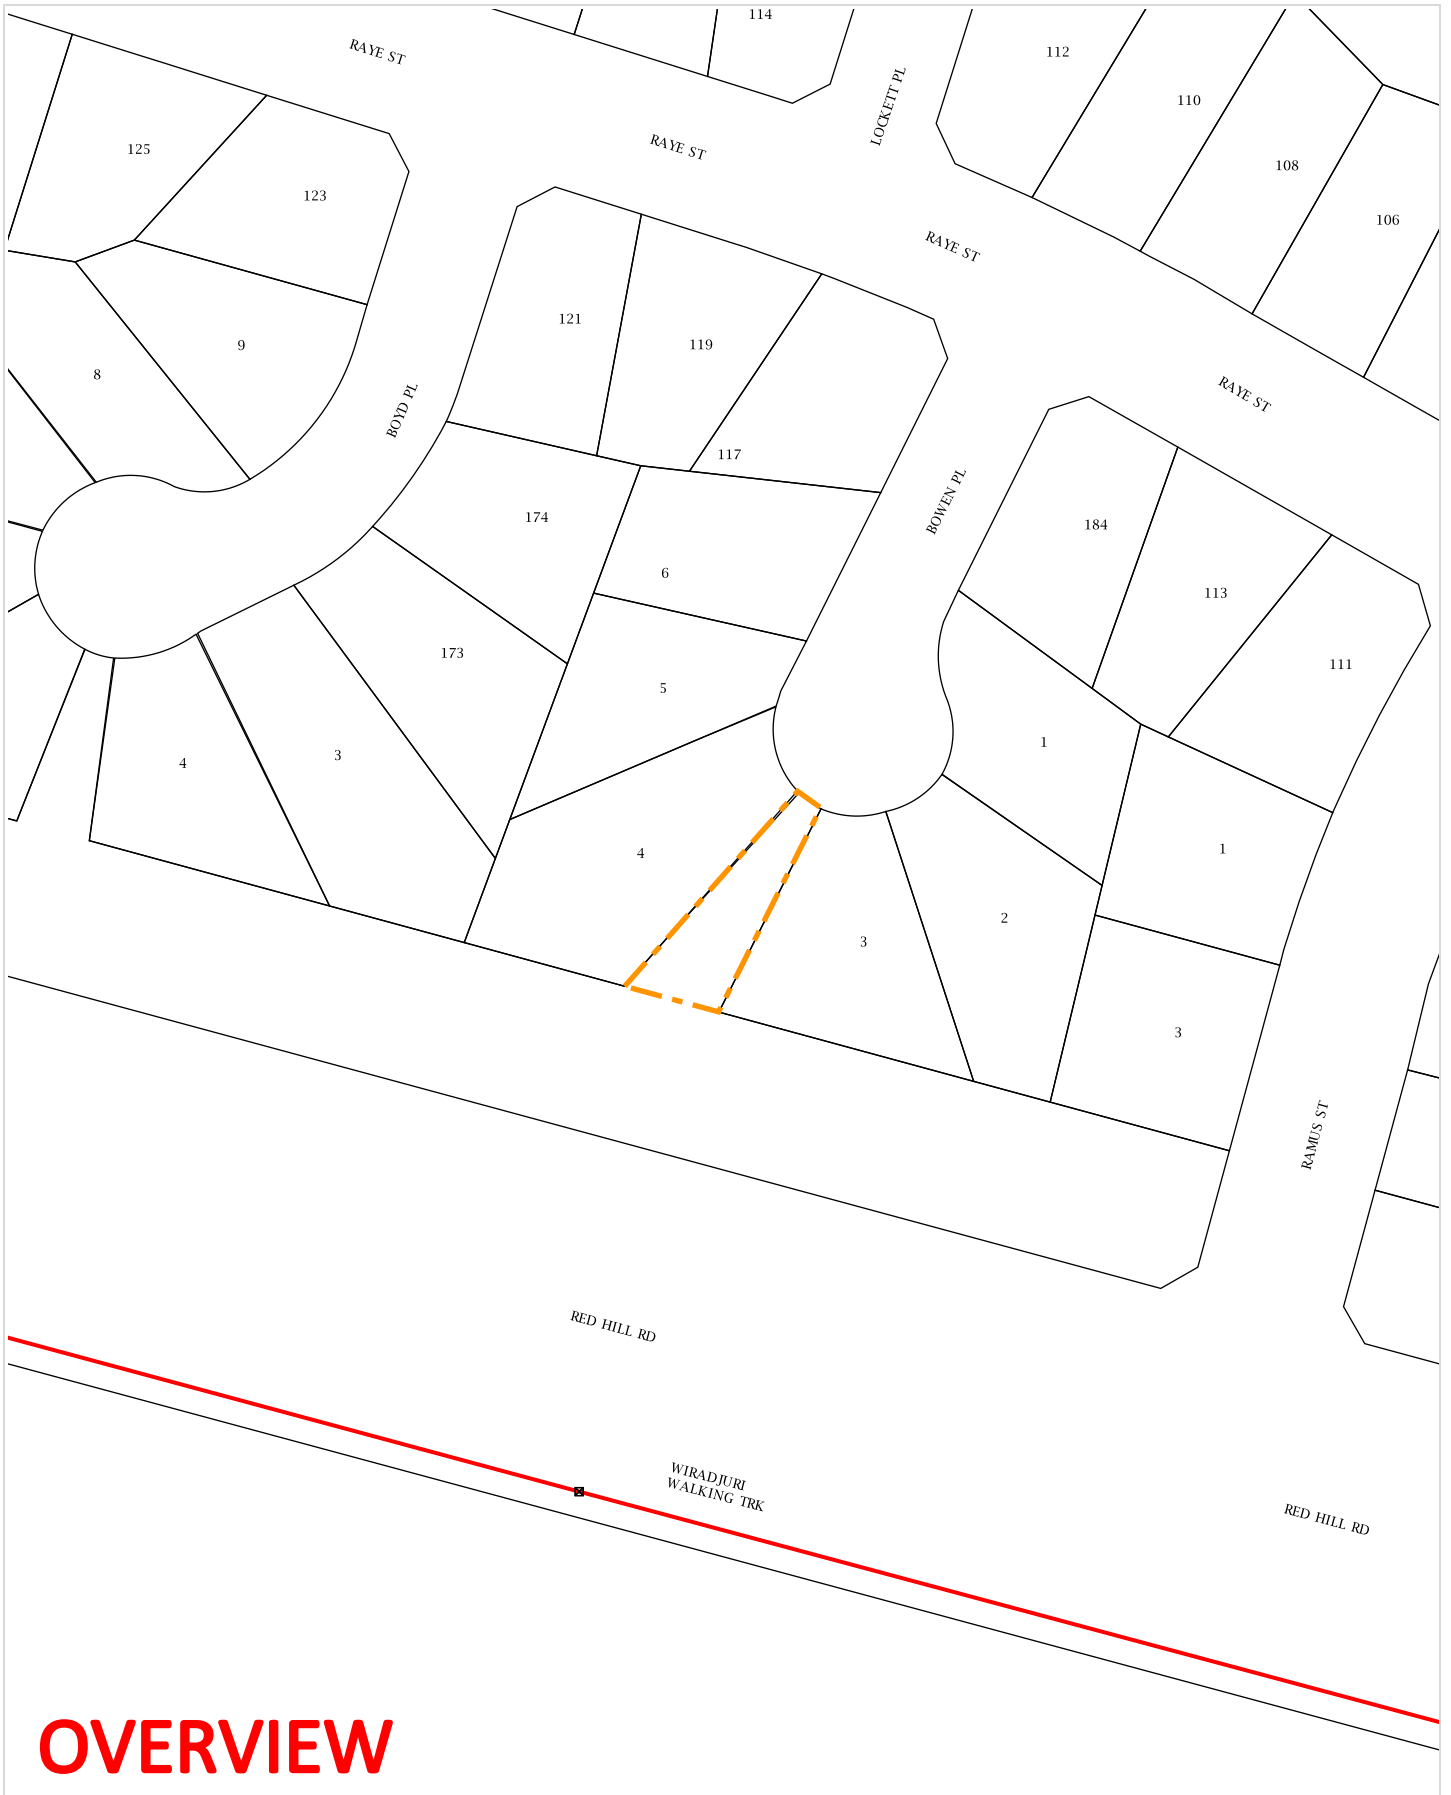 114
RAYE ST
112
LOCKETT PL
110
125
RAYE ST
108
123
106
RAYE ST
121
9
119
8
RAYE ST
BOYD PL
117
BOWEN PL
174
184
6
113
173
111
5
1
3
4
1
4
2
3
3
RAMUS ST
RED HILL RD
WIRADJURI
WALKING TRK
RED HILL RD
OVERVIEW